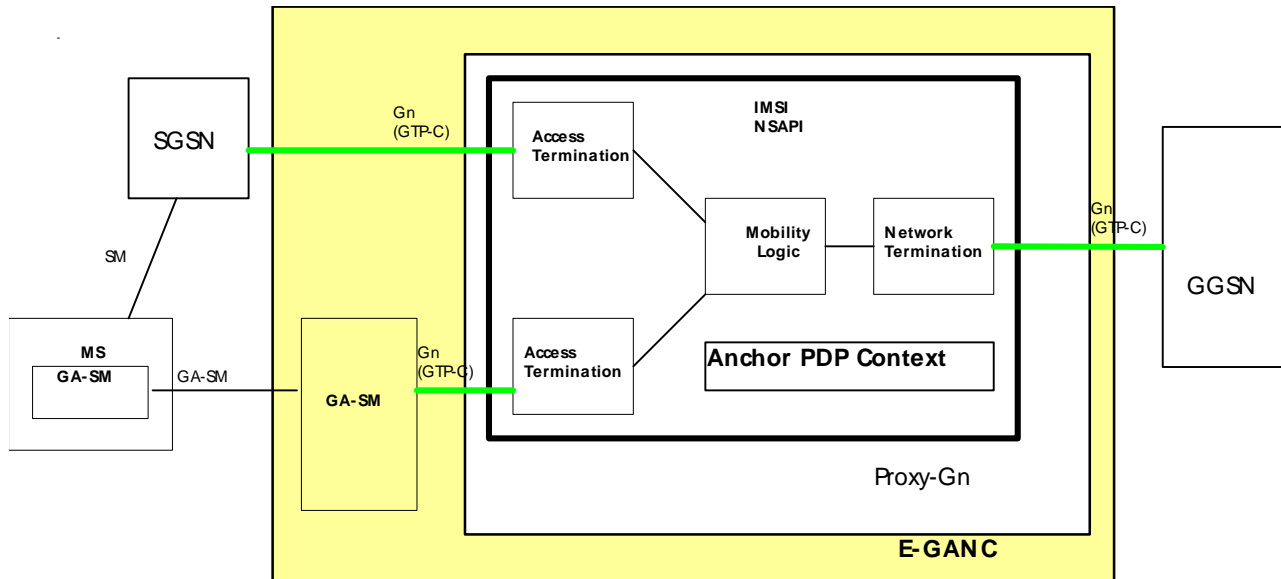 SGSN
Gn
(GTP-C)
Access
Termination
IMSI
NSAPI
Mobility
Logic
Network
Termination
Gn
(GTP-C)
GGSN
SM
MS
GA-SM
GA-SM
GA-SM
Gn
(GTP-C)
Access
Termination
Anchor PDP Context
Proxy-Gn
E-GANC